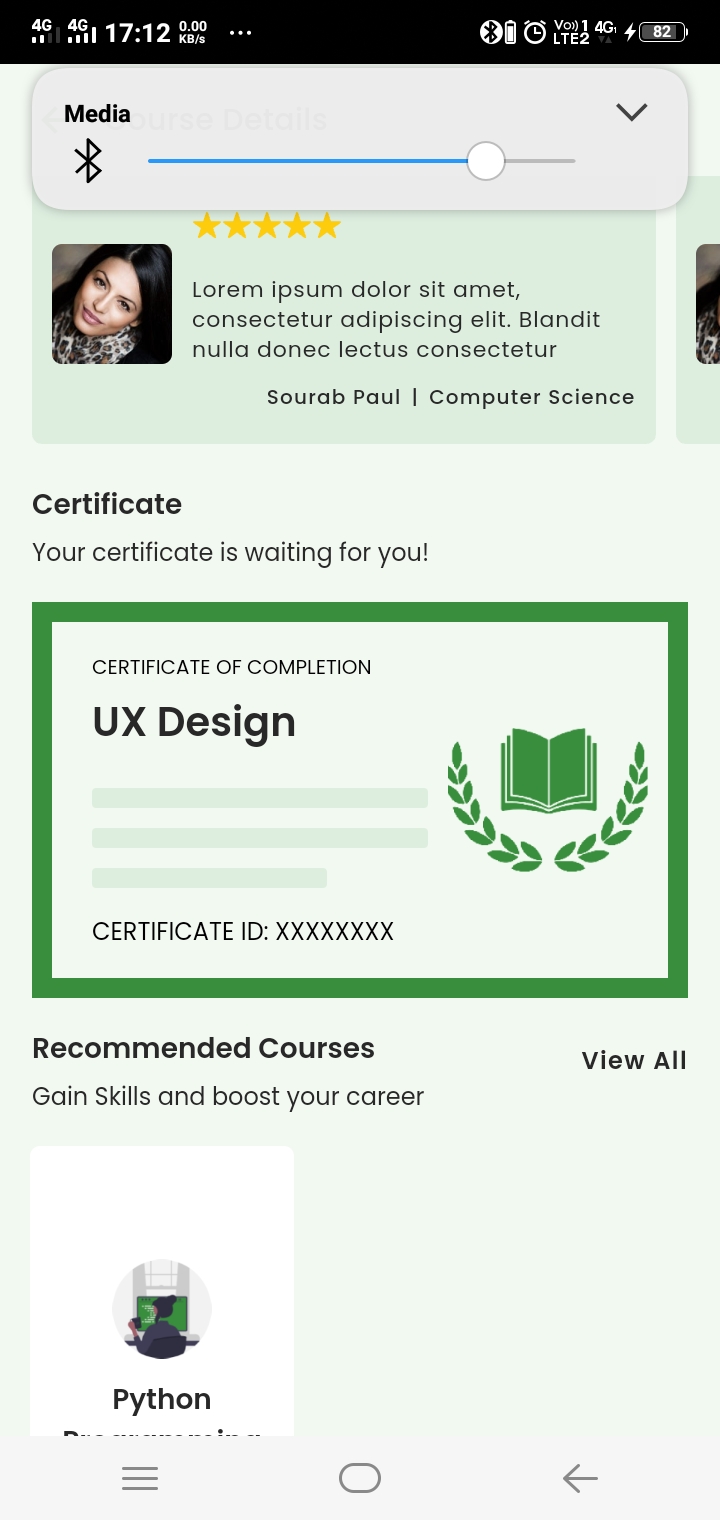 4G 4G 17:12 0.00 KB/s ... Vo)) 1 LTE2 4G 82
Media
Course Details
Lorem ipsum dolor sit amet,
consectetur adipiscing elit. Blandit
nulla donec lectus consectetur
Sourab Paul | Computer Science
Certificate
Your certificate is waiting for you!
CERTIFICATE OF COMPLETION
UX Design
CERTIFICATE ID: XXXXXXXX
Recommended Courses
View All
Gain Skills and boost your career
Python
Programming